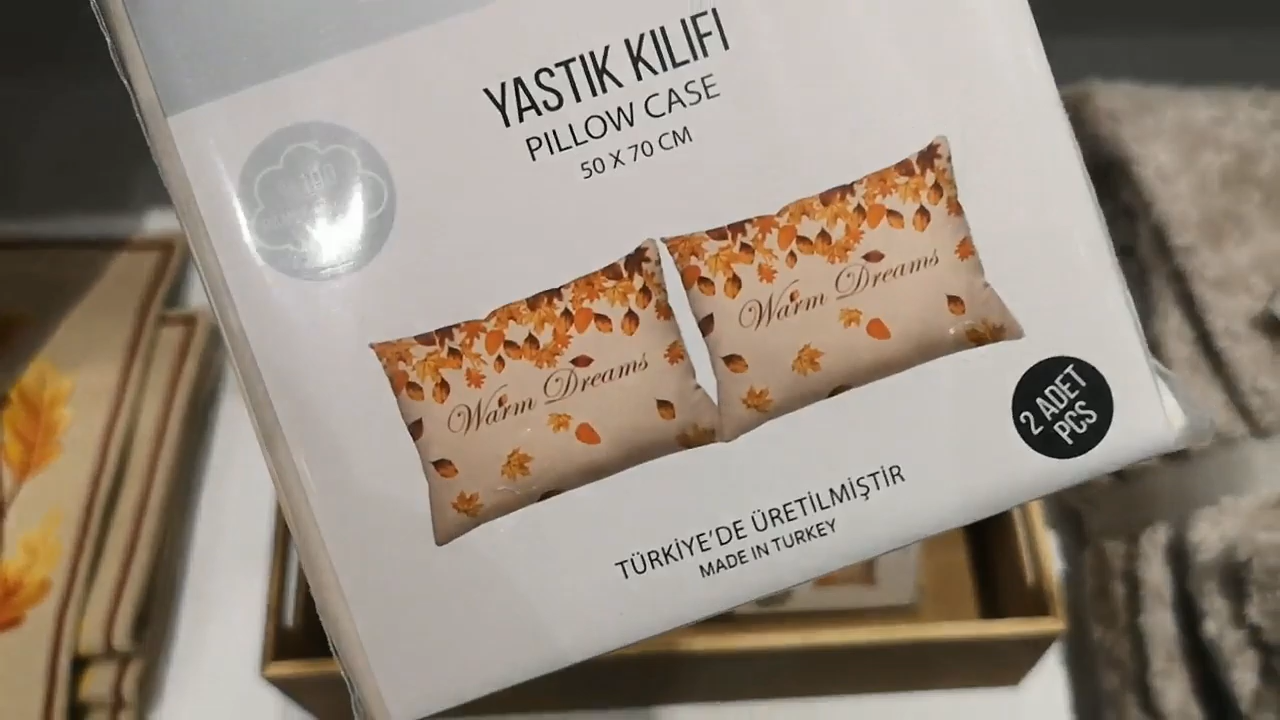 YASTIK KILIFI
PILLOW CASE
50 X 70 CM
Warm Dreams
Warm Dreams
2 ADET
PCS
TÜRKİYE'DE ÜRETİLMİŞTİR
MADE IN TURKEY